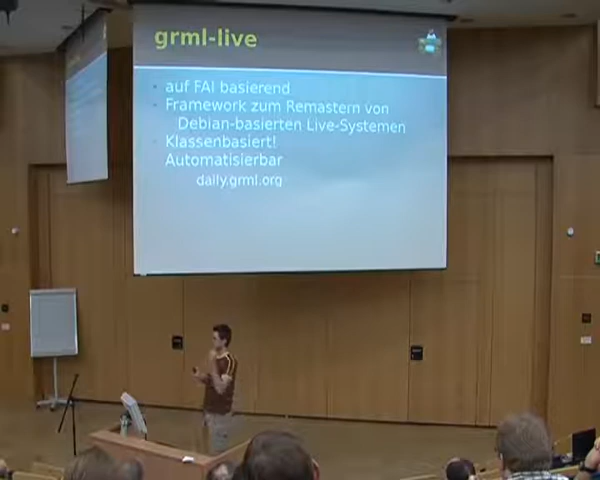 grml-live
auf FAI basierend
Framework zum Remastern von
Debian-basierten Live-Systemen
Klassenbasiert!
Automatisierbar
daily.grml.org